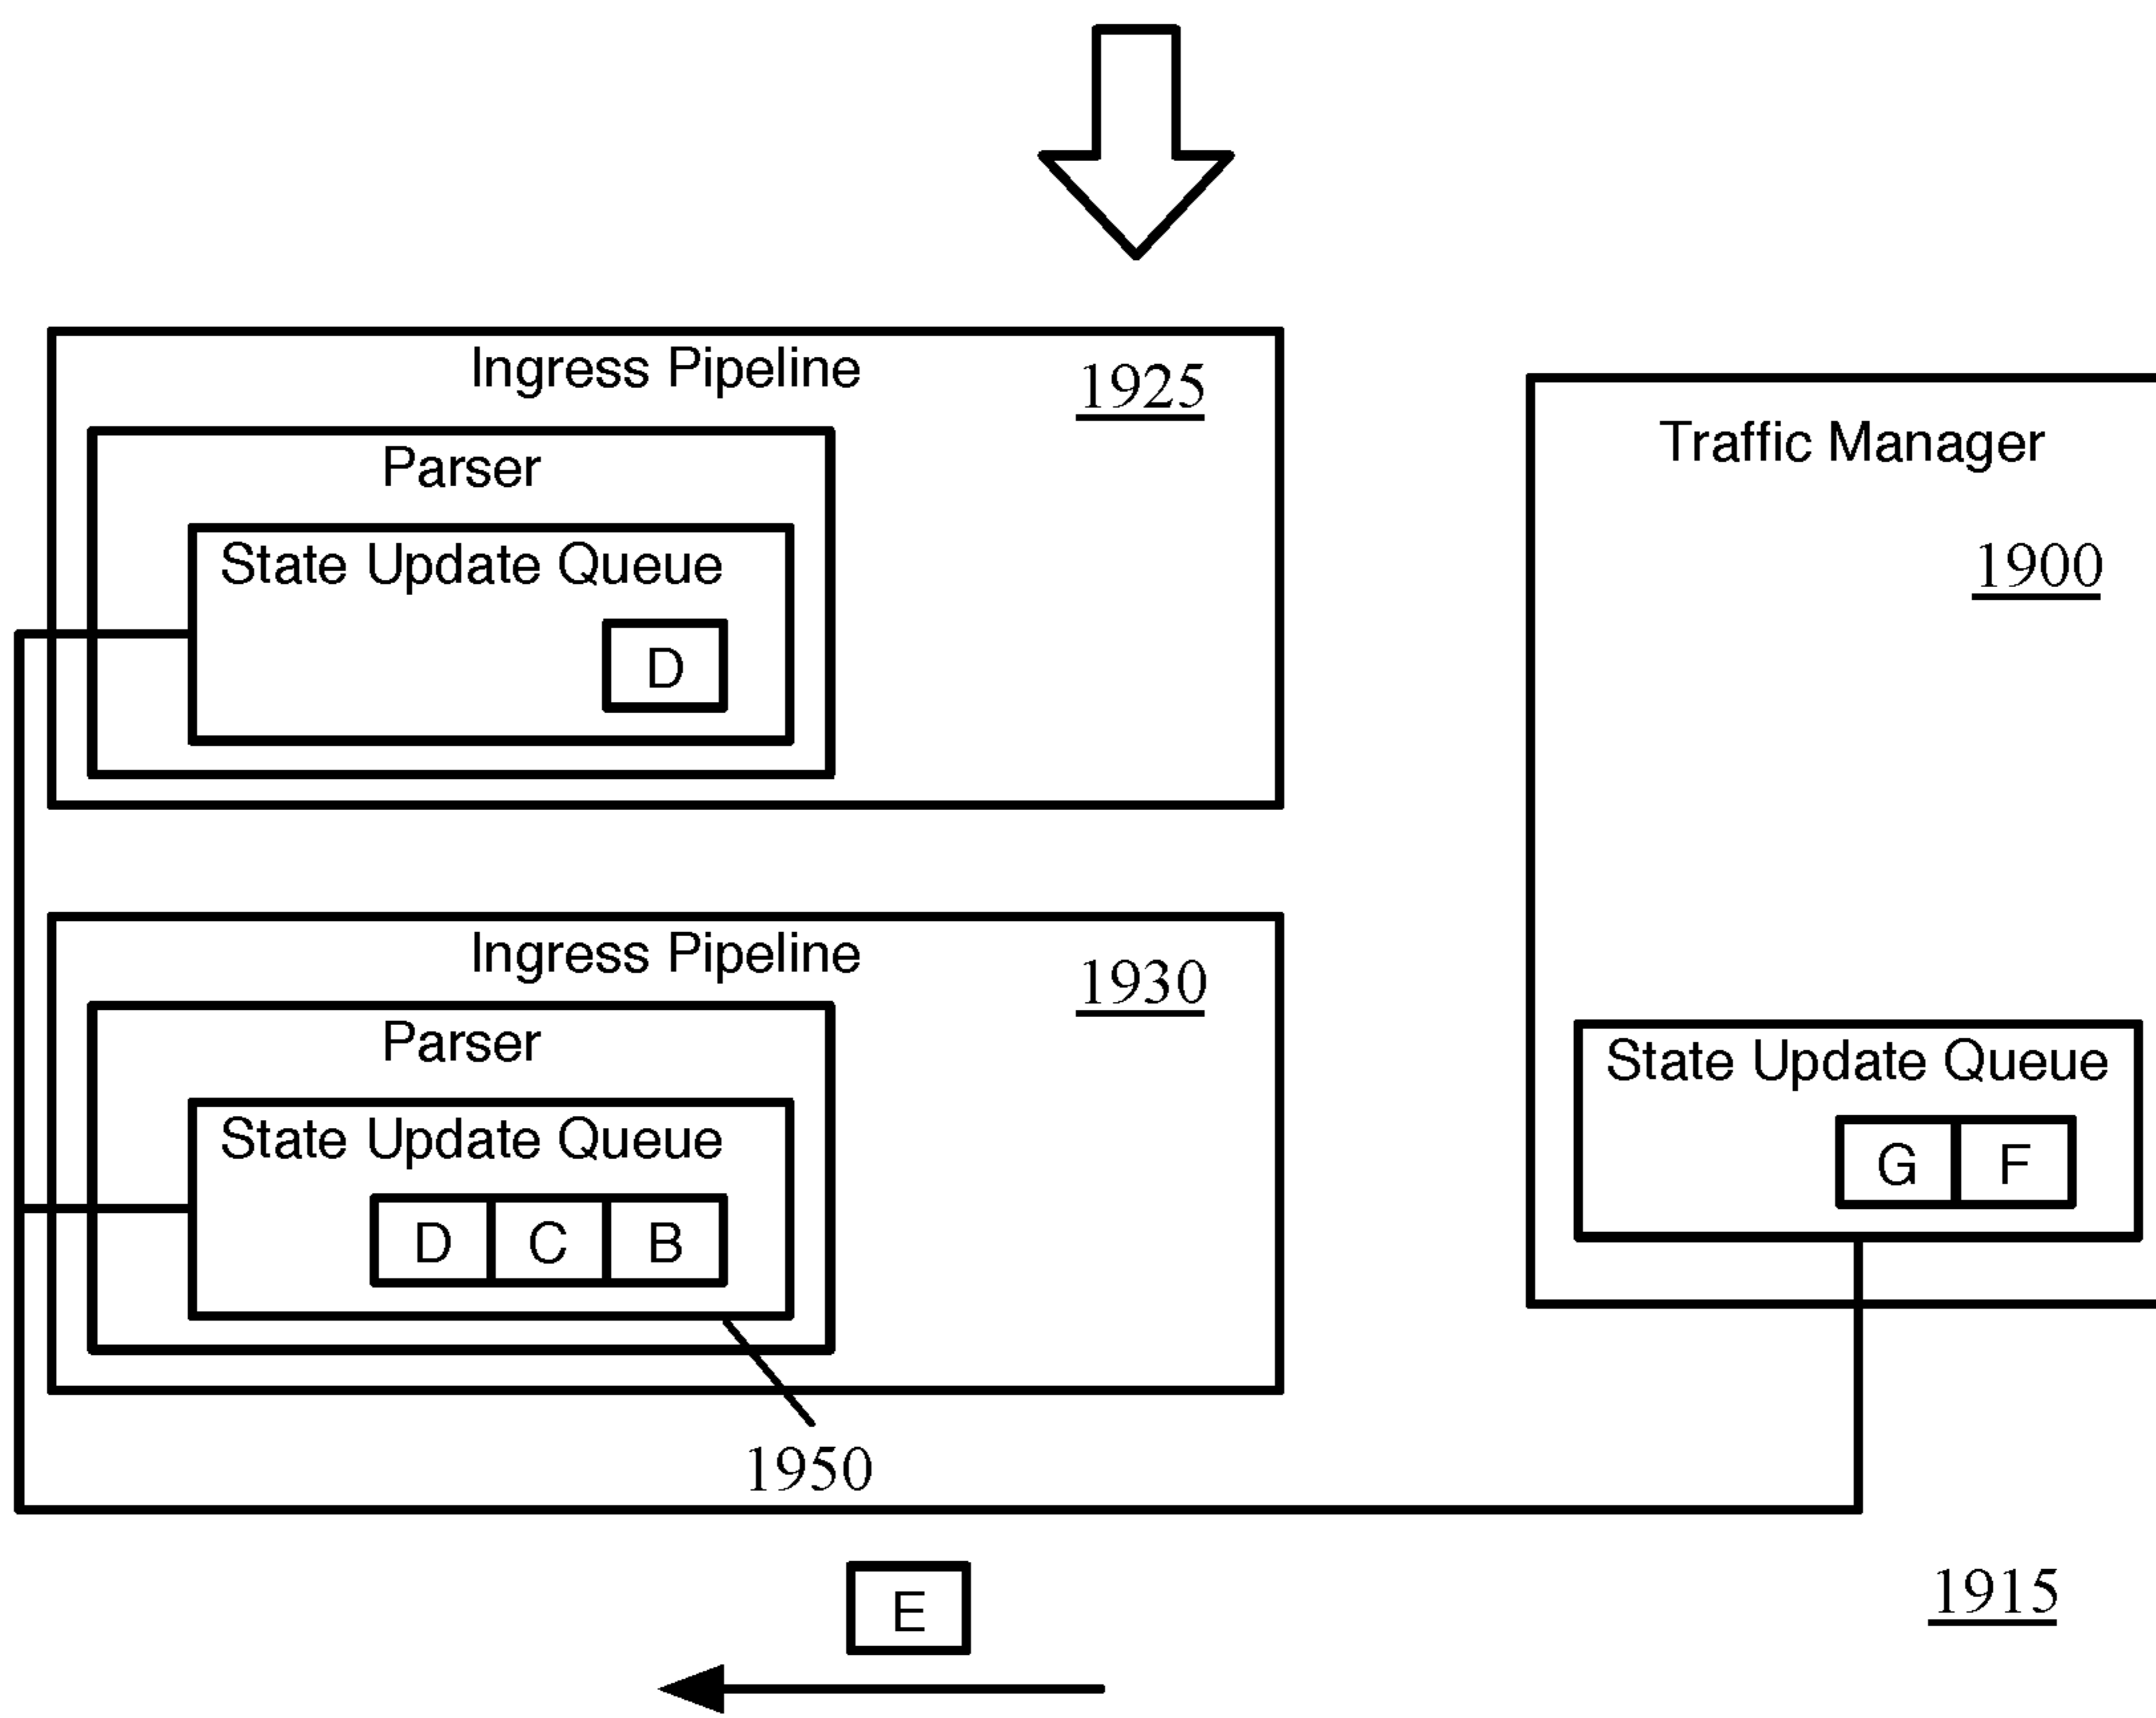 Ingress Pipeline
1925
Parser
State Update Queue
D
Traffic Manager
1900
Ingress Pipeline
1930
Parser
State Update Queue
D C B
1950
State Update Queue
G F
E
1915